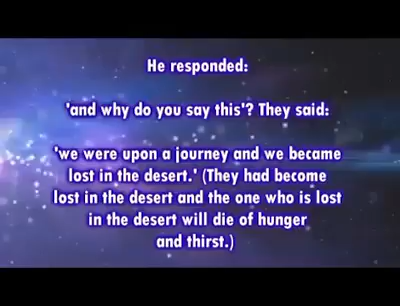 He responded:
'and why do you say this'? They said:
'we were upon a journey and we became
lost in the desert.' (They had become
lost in the desert and the one who is lost
in the desert will die of hunger
and thirst.)